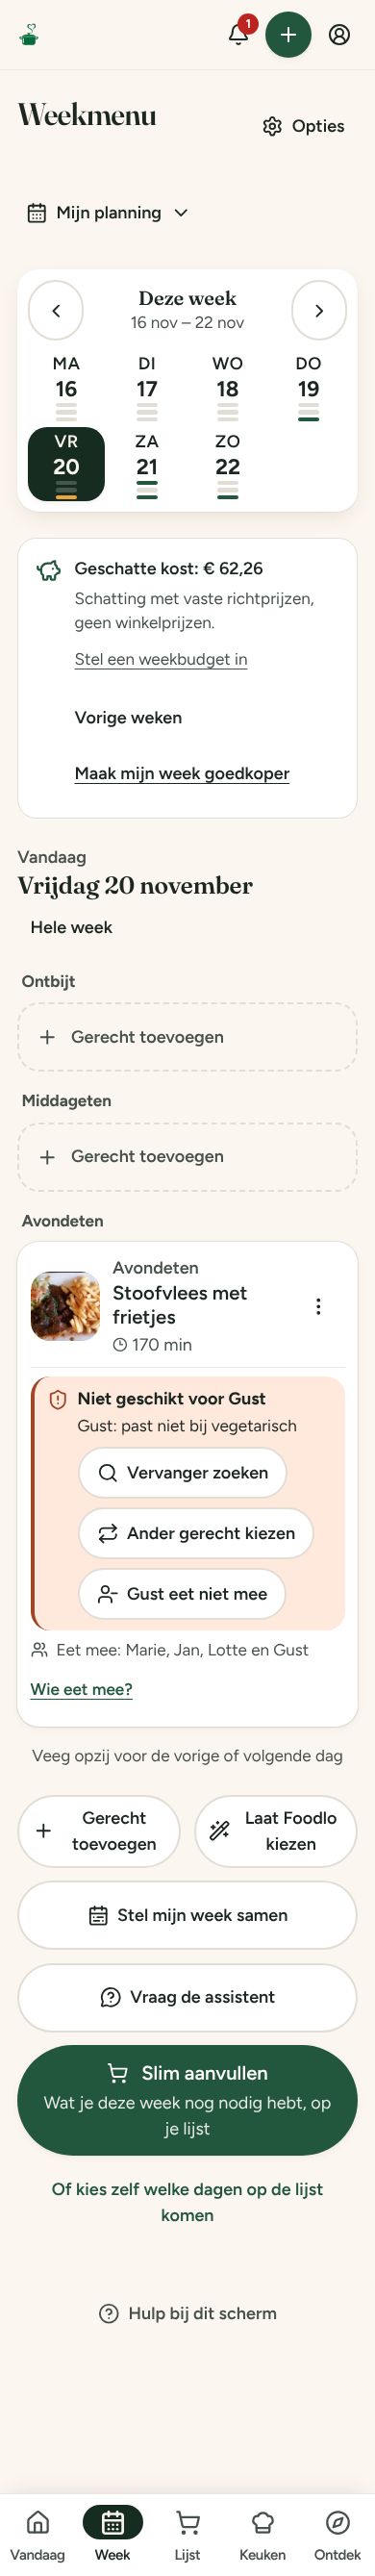 1
Weekmenu
Opties
Mijn planning
Deze week
16 nov – 22 nov
MA
16
DI
17
WO
18
DO
19
VR
20
ZA
21
ZO
22
Geschatte kost: € 62,26
Schatting met vaste richtprijzen,
geen winkelprijzen.
Stel een weekbudget in
Vorige weken
Maak mijn week goedkoper
Vandaag
Vrijdag 20 november
Hele week
Ontbijt
Gerecht toevoegen
Middageten
Gerecht toevoegen
Avondeten
Avondeten
Stoofvlees met
frietjes
170 min
Niet geschikt voor Gust
Gust: past niet bij vegetarisch
Vervanger zoeken
Ander gerecht kiezen
Gust eet niet mee
Eet mee: Marie, Jan, Lotte en Gust
Wie eet mee?
Veeg opzij voor de vorige of volgende dag
Gerecht
toevoegen
Laat Foodlo
kiezen
Stel mijn week samen
Vraag de assistent
Slim aanvullen
Wat je deze week nog nodig hebt, op
je lijst
Of kies zelf welke dagen op de lijst
komen
Hulp bij dit scherm
Vandaag
Week
Lijst
Keuken
Ontdek